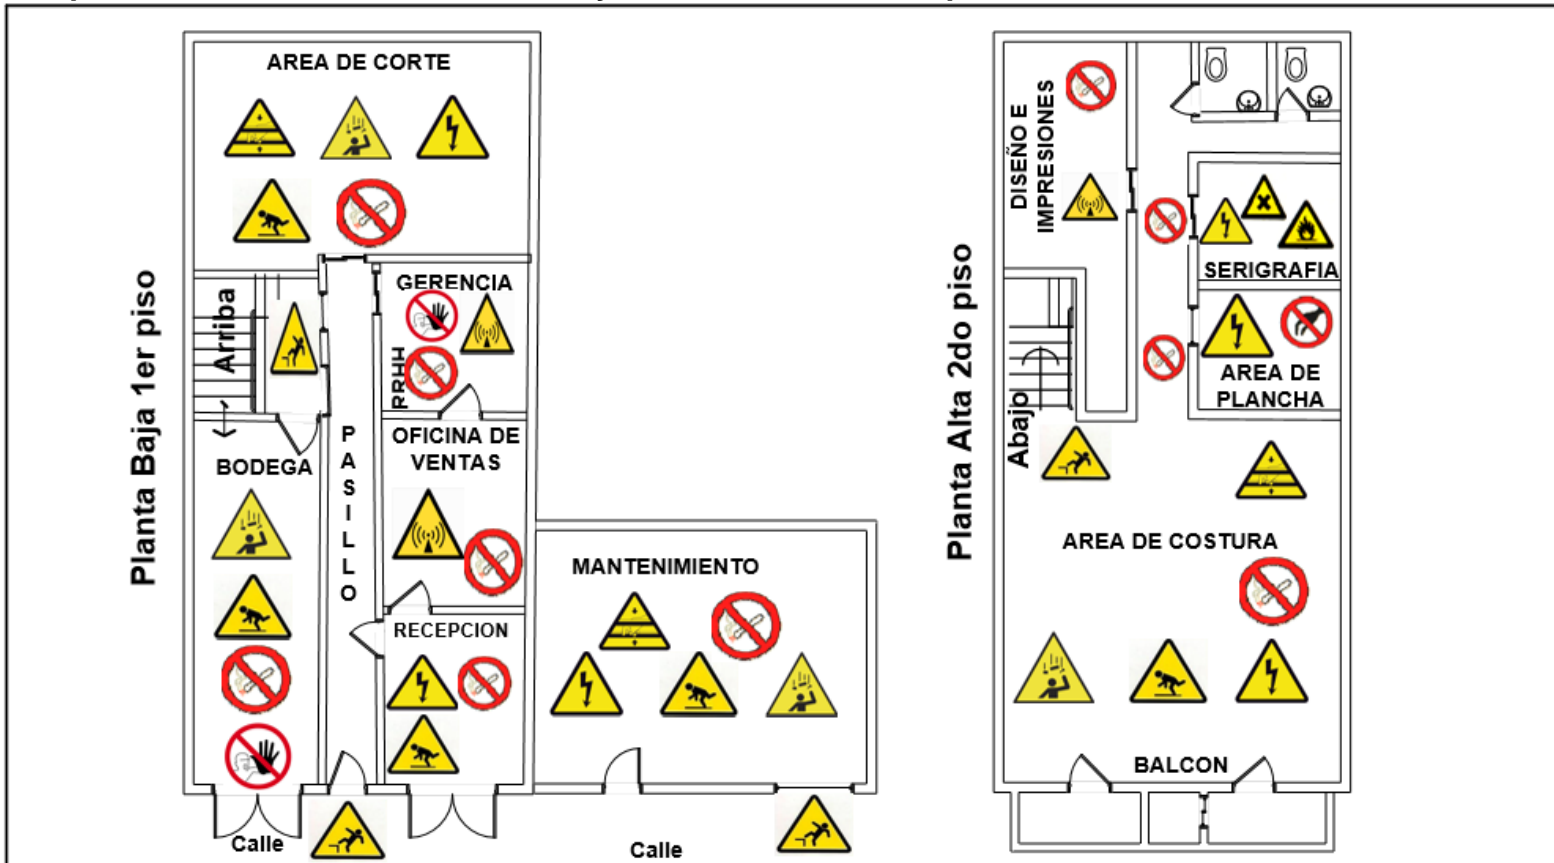 Planta Baja 1er piso
AREA DE CORTE
Arriba
GERENCIA
RRHH
PASILLO
BODEGA
OFICINA DE
VENTAS
RECEPCION
MANTENIMIENTO
Calle
Calle
Planta Alta 2do piso
DISEÑO E
IMPRESIONES
SERIGRAFIA
AREA DE
PLANCHA
Abajo
AREA DE COSTURA
BALCON